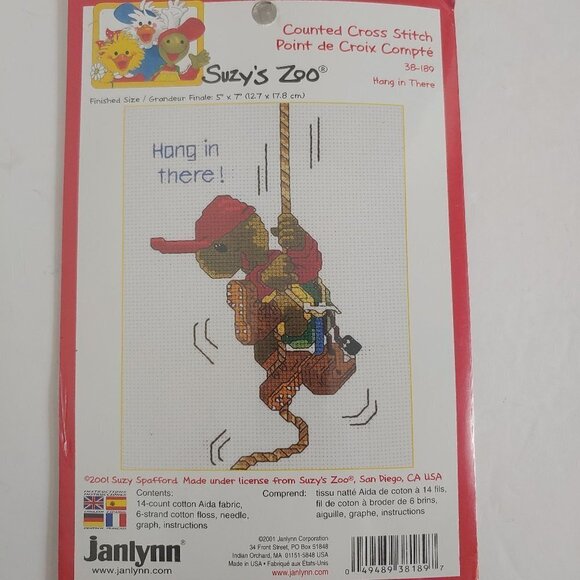 Counted Cross Stitch
Point de Croix Compté
38-189
Hang in There
Suzy's Zoo®
Finished Size / Grandeur Finale: 5" x 7" (12.7 x 17.8 cm)
Hang in
there!
©2001 Suzy Spafford. Made under license from Suzy's Zoo®, San Diego, CA USA
Contents:
14-count cotton Aida fabric,
6-strand cotton floss, needle,
graph, instructions
Comprend: tissu natté Aida de coton à 14 fils,
fil de coton à broder de 6 brins,
aiguille, graphe, instructions
janlynn®
www.janlynn.com
©2001 Janlynn Corporation
34 Front Street, PO Box 51848
Indian Orchard, MA 01151-5848 USA
Made in USA • Fabriqué aux Etats-Unis
www.janlynn.com
0 49489 38189 7